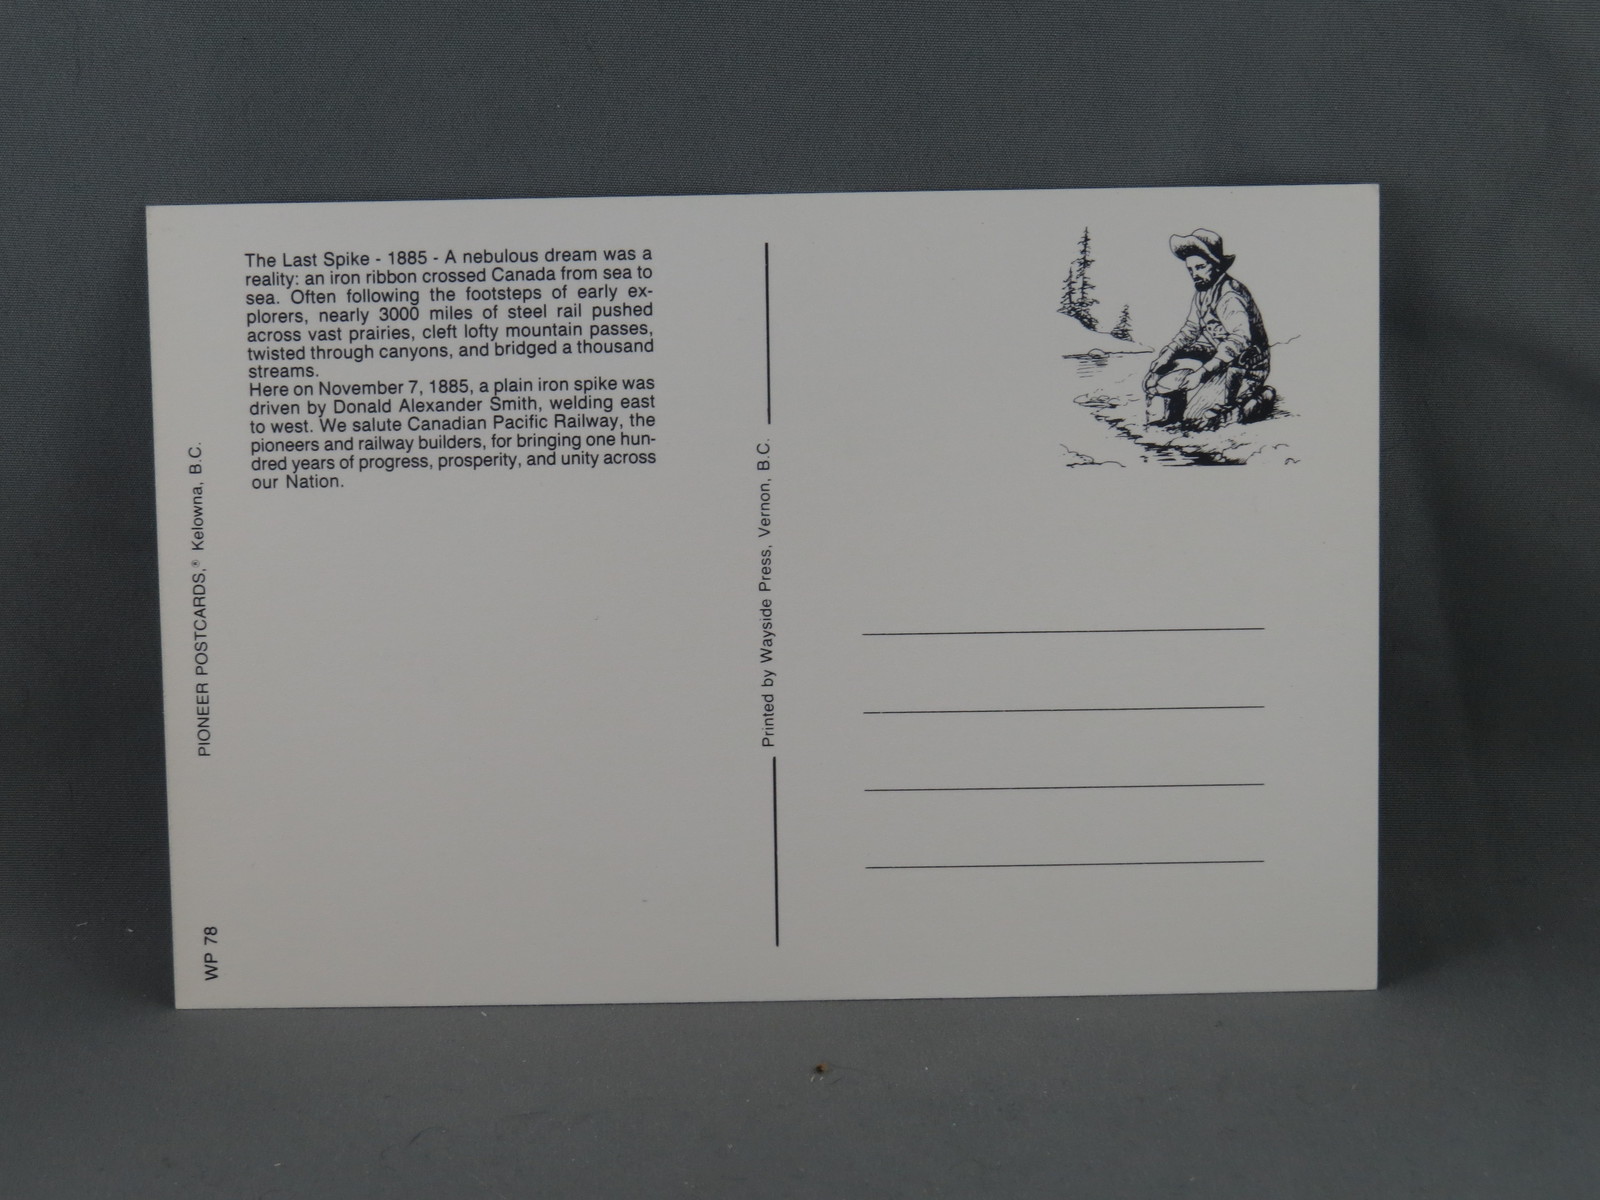 The Last Spike - 1885 - A nebulous dream was a
reality: an iron ribbon crossed Canada from sea to
sea. Often following the footsteps of early ex-
plorers, nearly 3000 miles of steel rail pushed
across vast prairies, cleft lofty mountain passes,
twisted through canyons, and bridged a thousand
streams.
Here on November 7, 1885, a plain iron spike was
driven by Donald Alexander Smith, welding east
to west. We salute Canadian Pacific Railway, the
pioneers and railway builders, for bringing one hun-
dred years of progress, prosperity, and unity across
our Nation.
PIONEER POSTCARDS,® Kelowna, B.C.
WP 78
Printed by Wayside Press, Vernon, B.C.